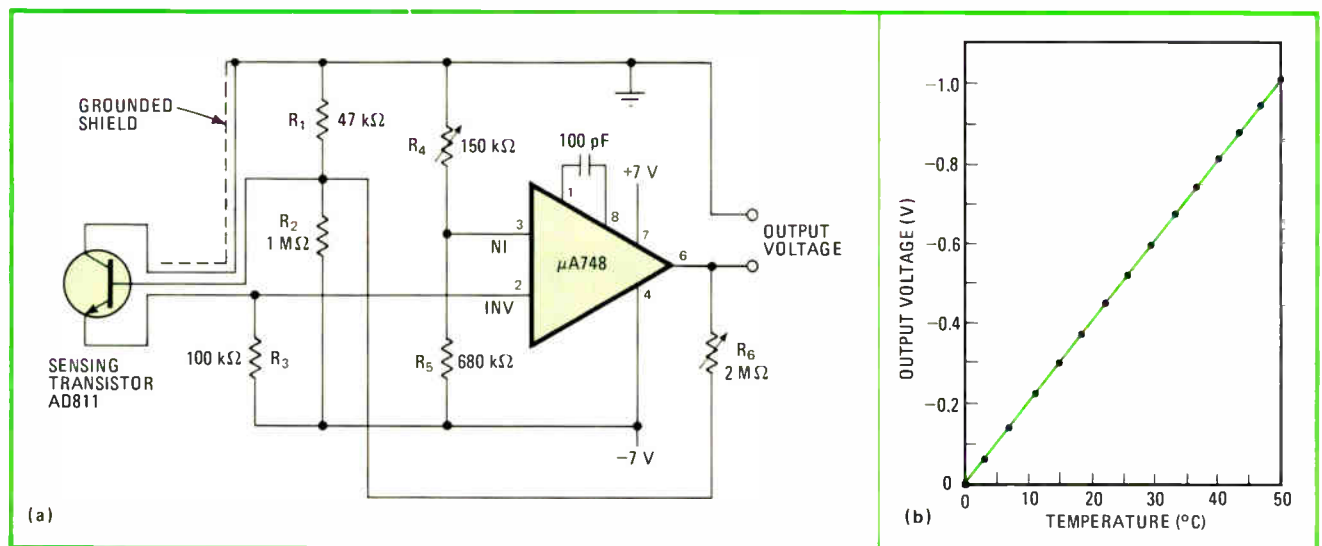 GROUNDED
SHIELD
R1
47 kΩ
R4
150 kΩ
100 pF
+7 V
1
8
R2
1 MΩ
3
NI
7
µA748
6
OUTPUT
VOLTAGE
2
INV
4
SENSING
TRANSISTOR
AD811
100 kΩ
R3
R5
680 kΩ
R6
2 MΩ
−7 V
(a)
OUTPUT VOLTAGE (V)
−1.0
−0.8
−0.6
−0.4
−0.2
0
0
10
20
30
40
50
TEMPERATURE (°C)
(b)